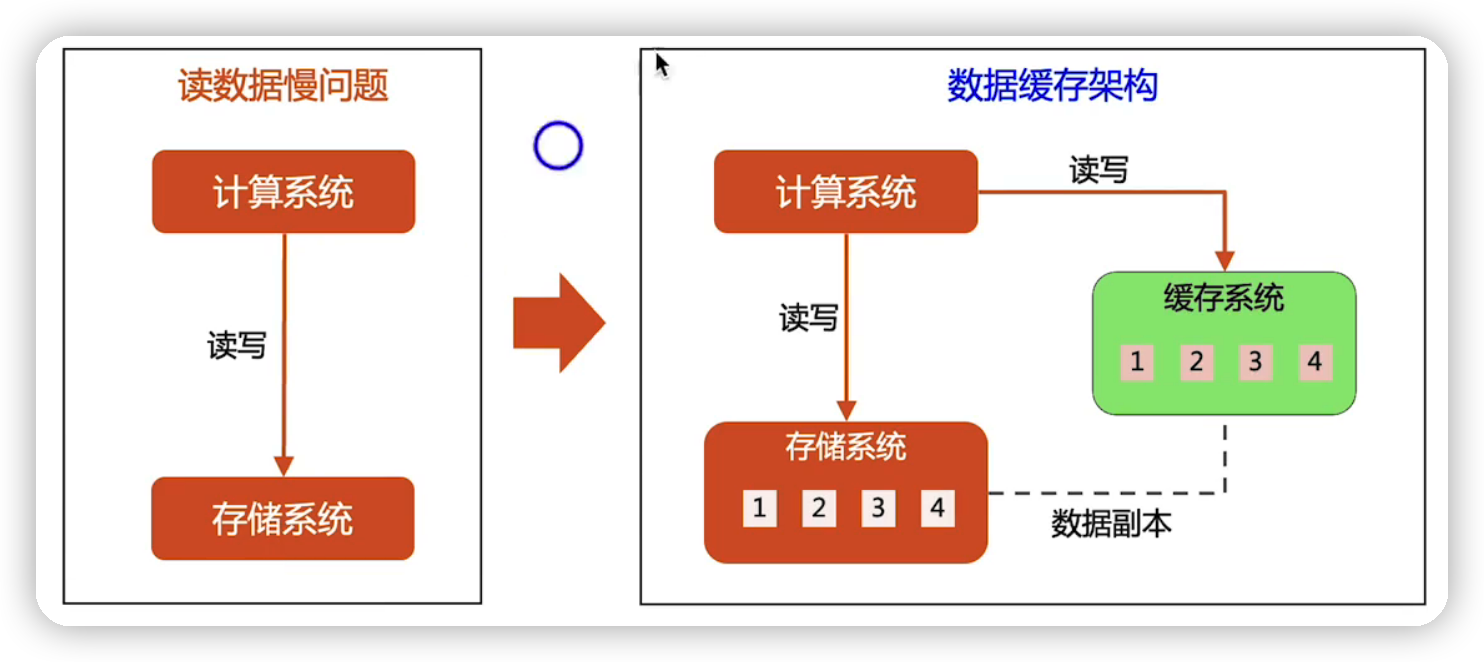 读数据慢问题
计算系统
读写
存储系统
数据缓存架构
计算系统
读写
读写
缓存系统
1 2 3 4
存储系统
1 2 3 4
数据副本